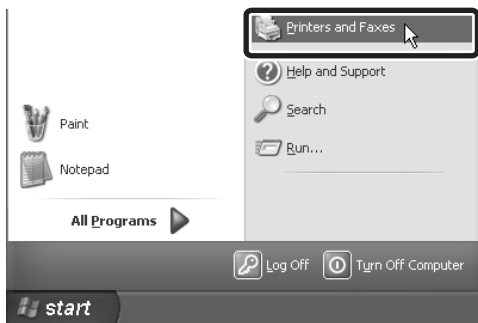 Printers and Faxes
Help and Support
Search
Run...
Paint
Notepad
All Programs
Log Off
Turn Off Computer
start